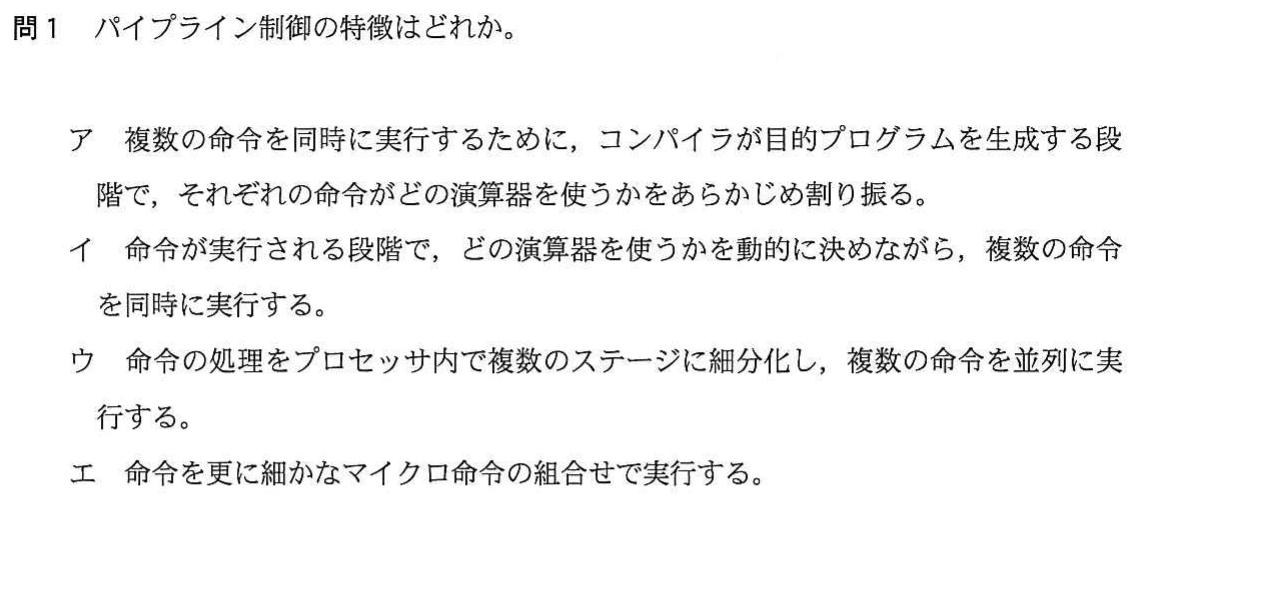 問1 パイプライン制御の特徴はどれか。
ア 複数の命令を同時に実行するために，コンパイラが目的プログラムを生成する段
階で，それぞれの命令がどの演算器を使うかをあらかじめ割り振る。
イ 命令が実行される段階で，どの演算器を使うかを動的に決めながら，複数の命令
を同時に実行する。
ウ 命令の処理をプロセッサ内で複数のステージに細分化し，複数の命令を並列に実
行する。
エ 命令を更に細かなマイクロ命令の組合せで実行する。